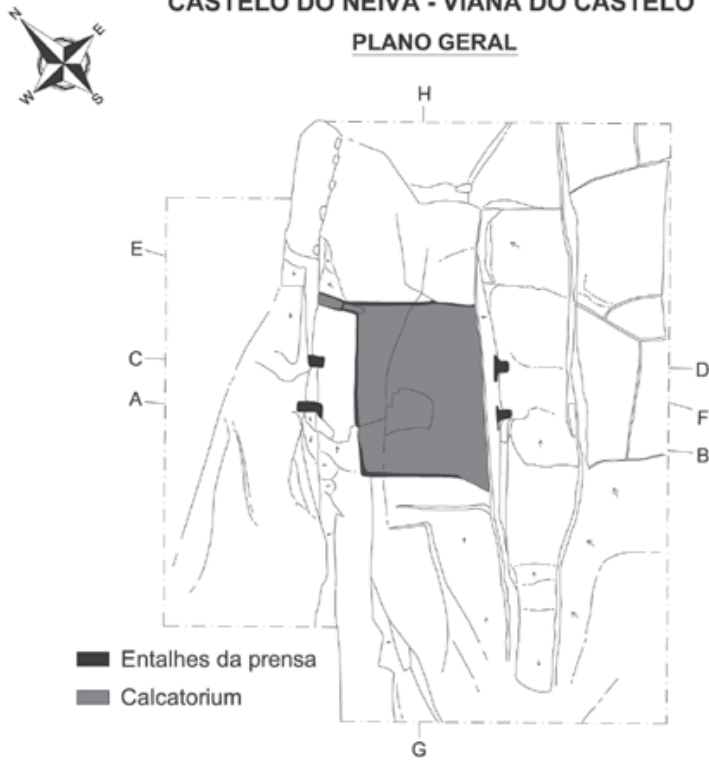 CASTELO DO NEIVA - VIANA DO CASTELO
PLANO GERAL
N
E
W
S
H
E
C
D
A
F
B
Entalhes da prensa
Calcatorium
G